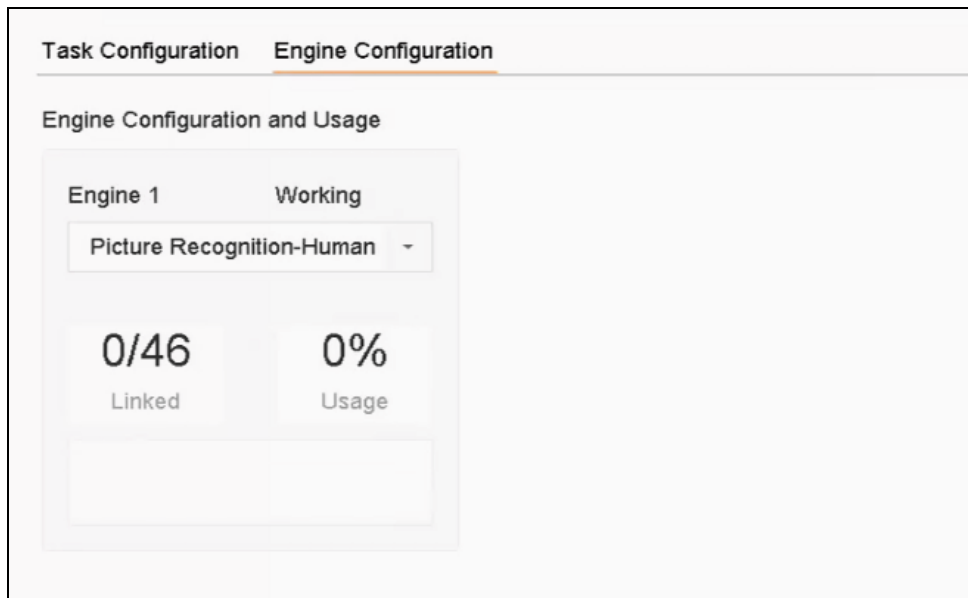 Task Configuration Engine Configuration
Engine Configuration and Usage
Engine 1 Working
Picture Recognition-Human
0/46 0%
Linked Usage